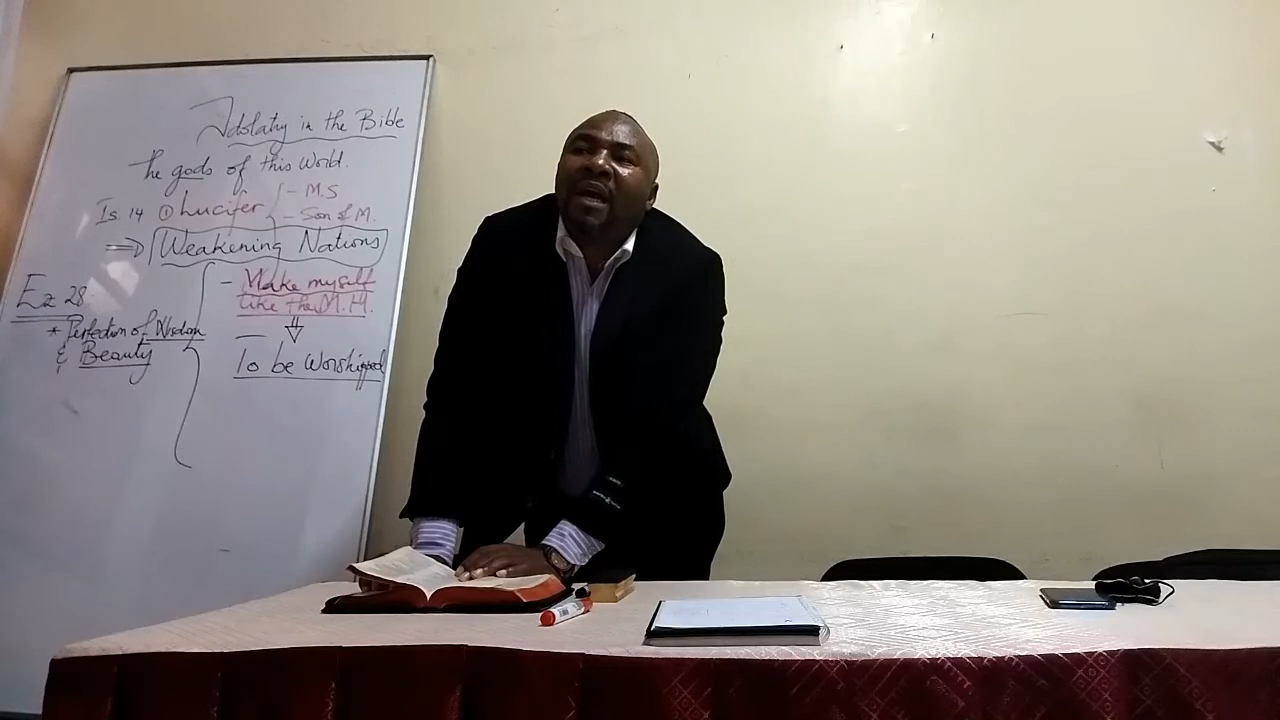 Idolatry in the Bible
The gods of this World.
Is. 14 ① Lucifer
- M.S
- Son of M.
⇒ Weakening Nations
- Make myself
like the M.H.
To be Worshipped
Ez 28
* Perfection of Wisdom
& Beauty